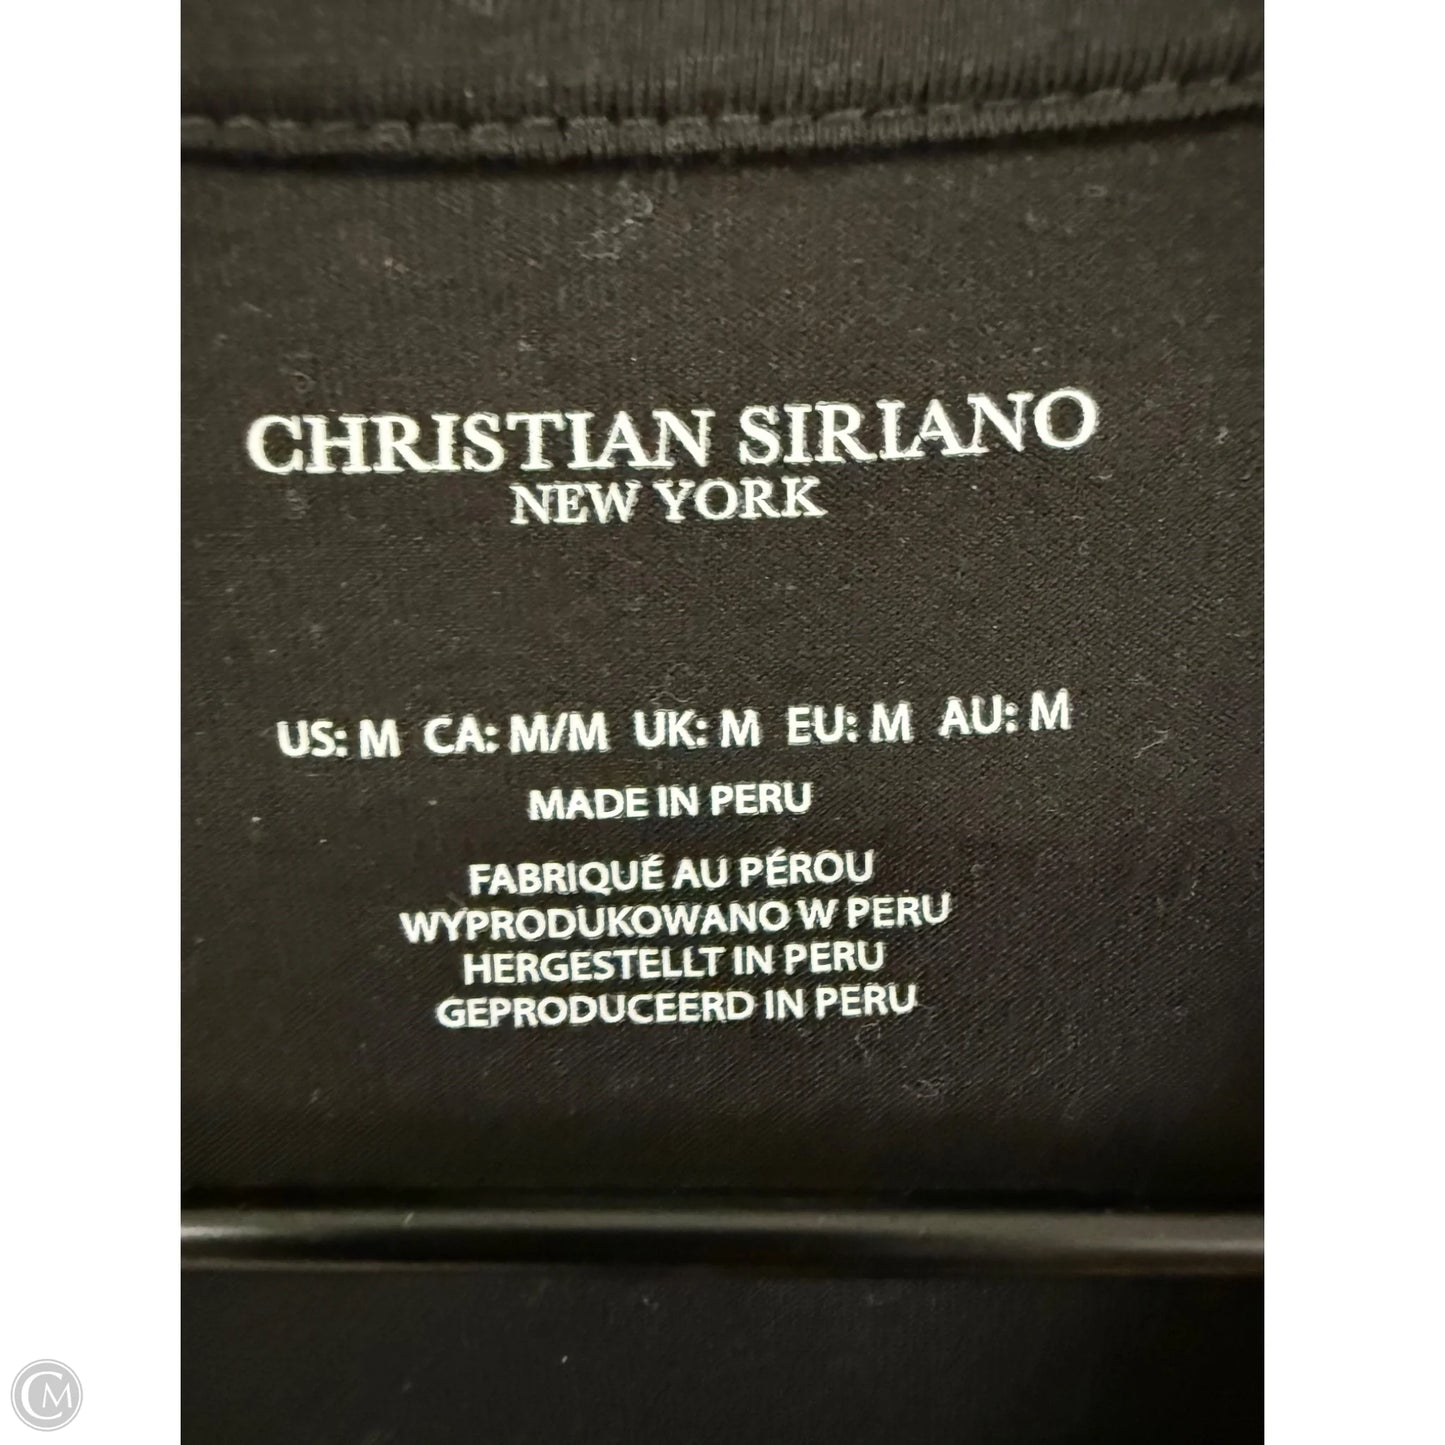 CHRISTIAN SIRIANO
NEW YORK
US: M CA: M/M UK: M EU: M AU: M
MADE IN PERU
FABRIQUÉ AU PÉROU
WYPRODUKOWANO W PERU
HERGESTELLT IN PERU
GEPRODUCEERD IN PERU
CM